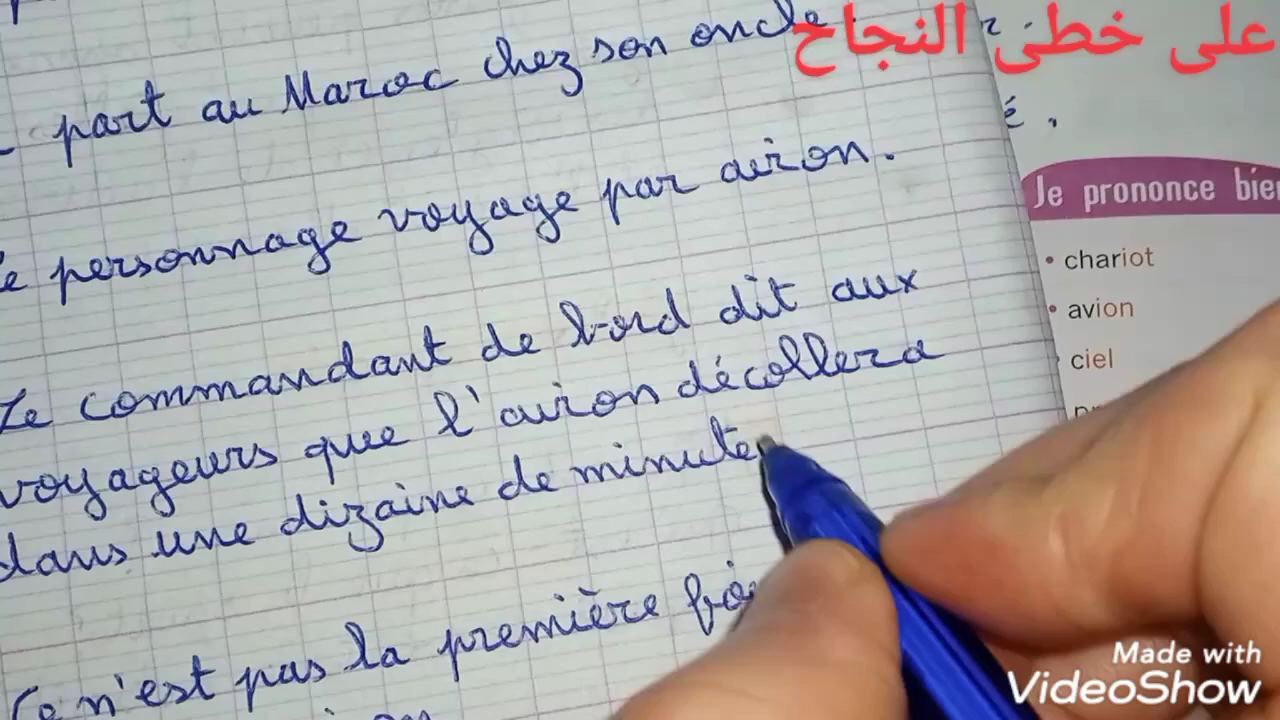 على خطى النجاح
part au Maroc chez son oncle
personnage voyage par avion.
Le commandant de bord dit aux
voyageurs que l'avion décollera
dans une dizaine de minutes
Ce n'est pas la première fois
é.
Je prononce bien
• chariot
• avion
ciel
Made with
VideoShow